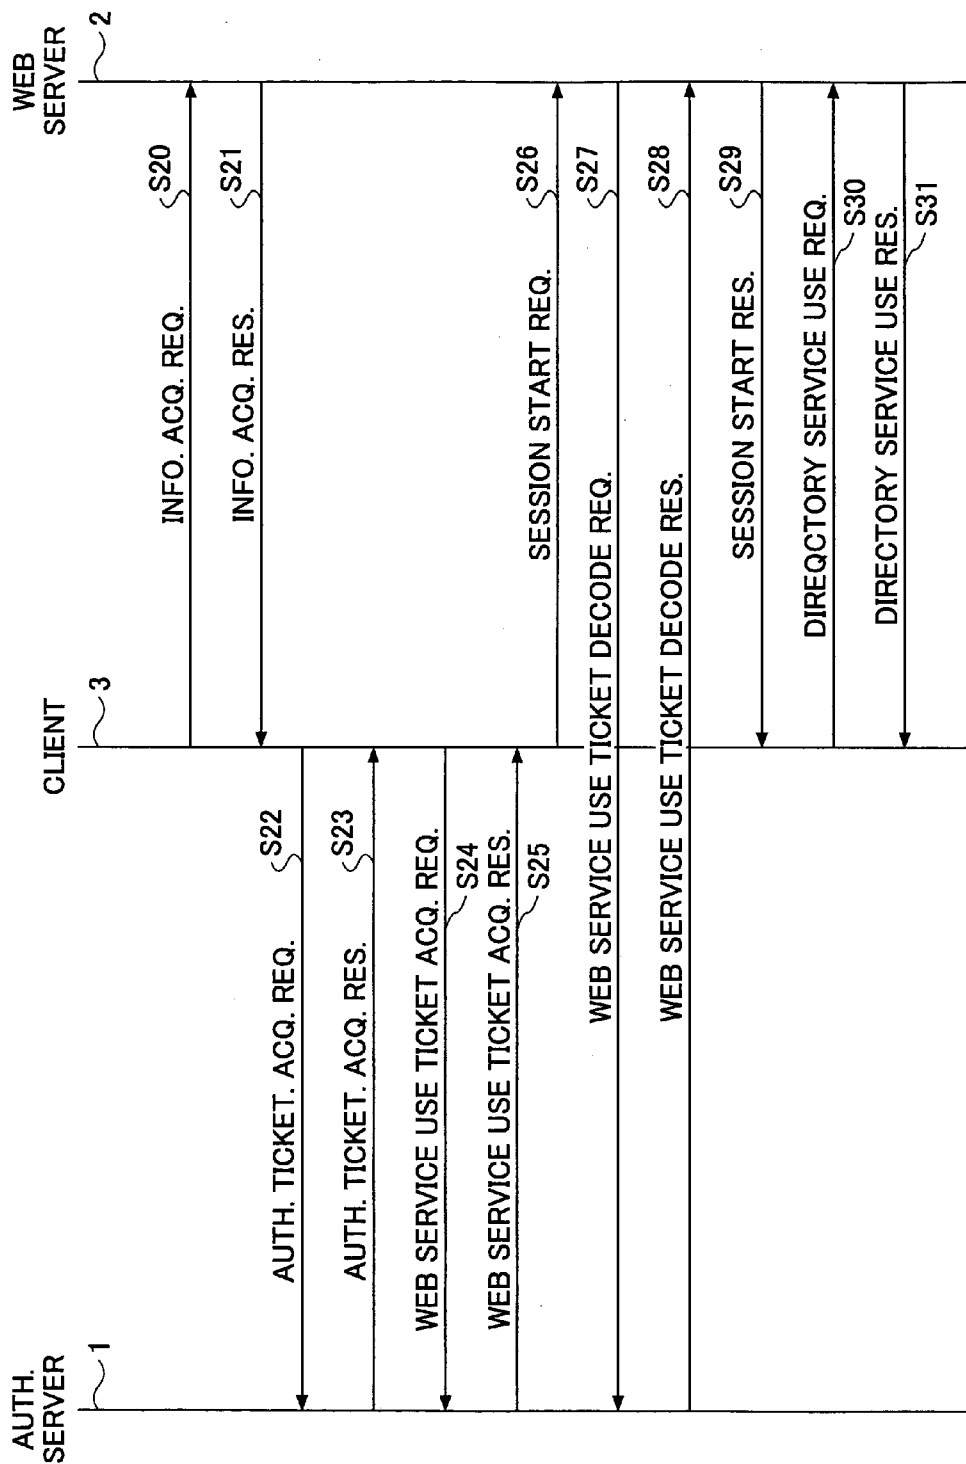 AUTH.
SERVER
1
CLIENT
3
WEB
SERVER
2
INFO. ACQ. REQ.
S20
INFO. ACQ. RES.
S21
AUTH. TICKET. ACQ. REQ.
S22
AUTH. TICKET. ACQ. RES.
S23
WEB SERVICE USE TICKET ACQ. REQ.
S24
WEB SERVICE USE TICKET ACQ. RES.
S25
SESSION START REQ.
S26
WEB SERVICE USE TICKET DECODE REQ.
S27
WEB SERVICE USE TICKET DECODE RES.
S28
SESSION START RES.
S29
DIREQCTORY SERVICE USE REQ.
S30
DIRECTORY SERVICE USE RES.
S31